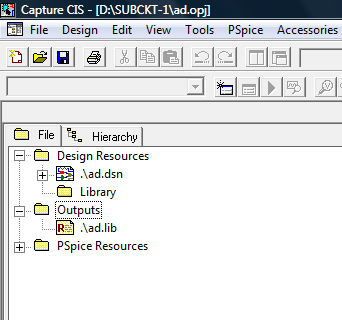 Capture CIS - [D:\SUBCKT-1\ad.opj]
File Design Edit View Tools PSpice Accessories
File Hierarchy
Design Resources
.\ad.dsn
Library
Outputs
.\ad.lib
PSpice Resources